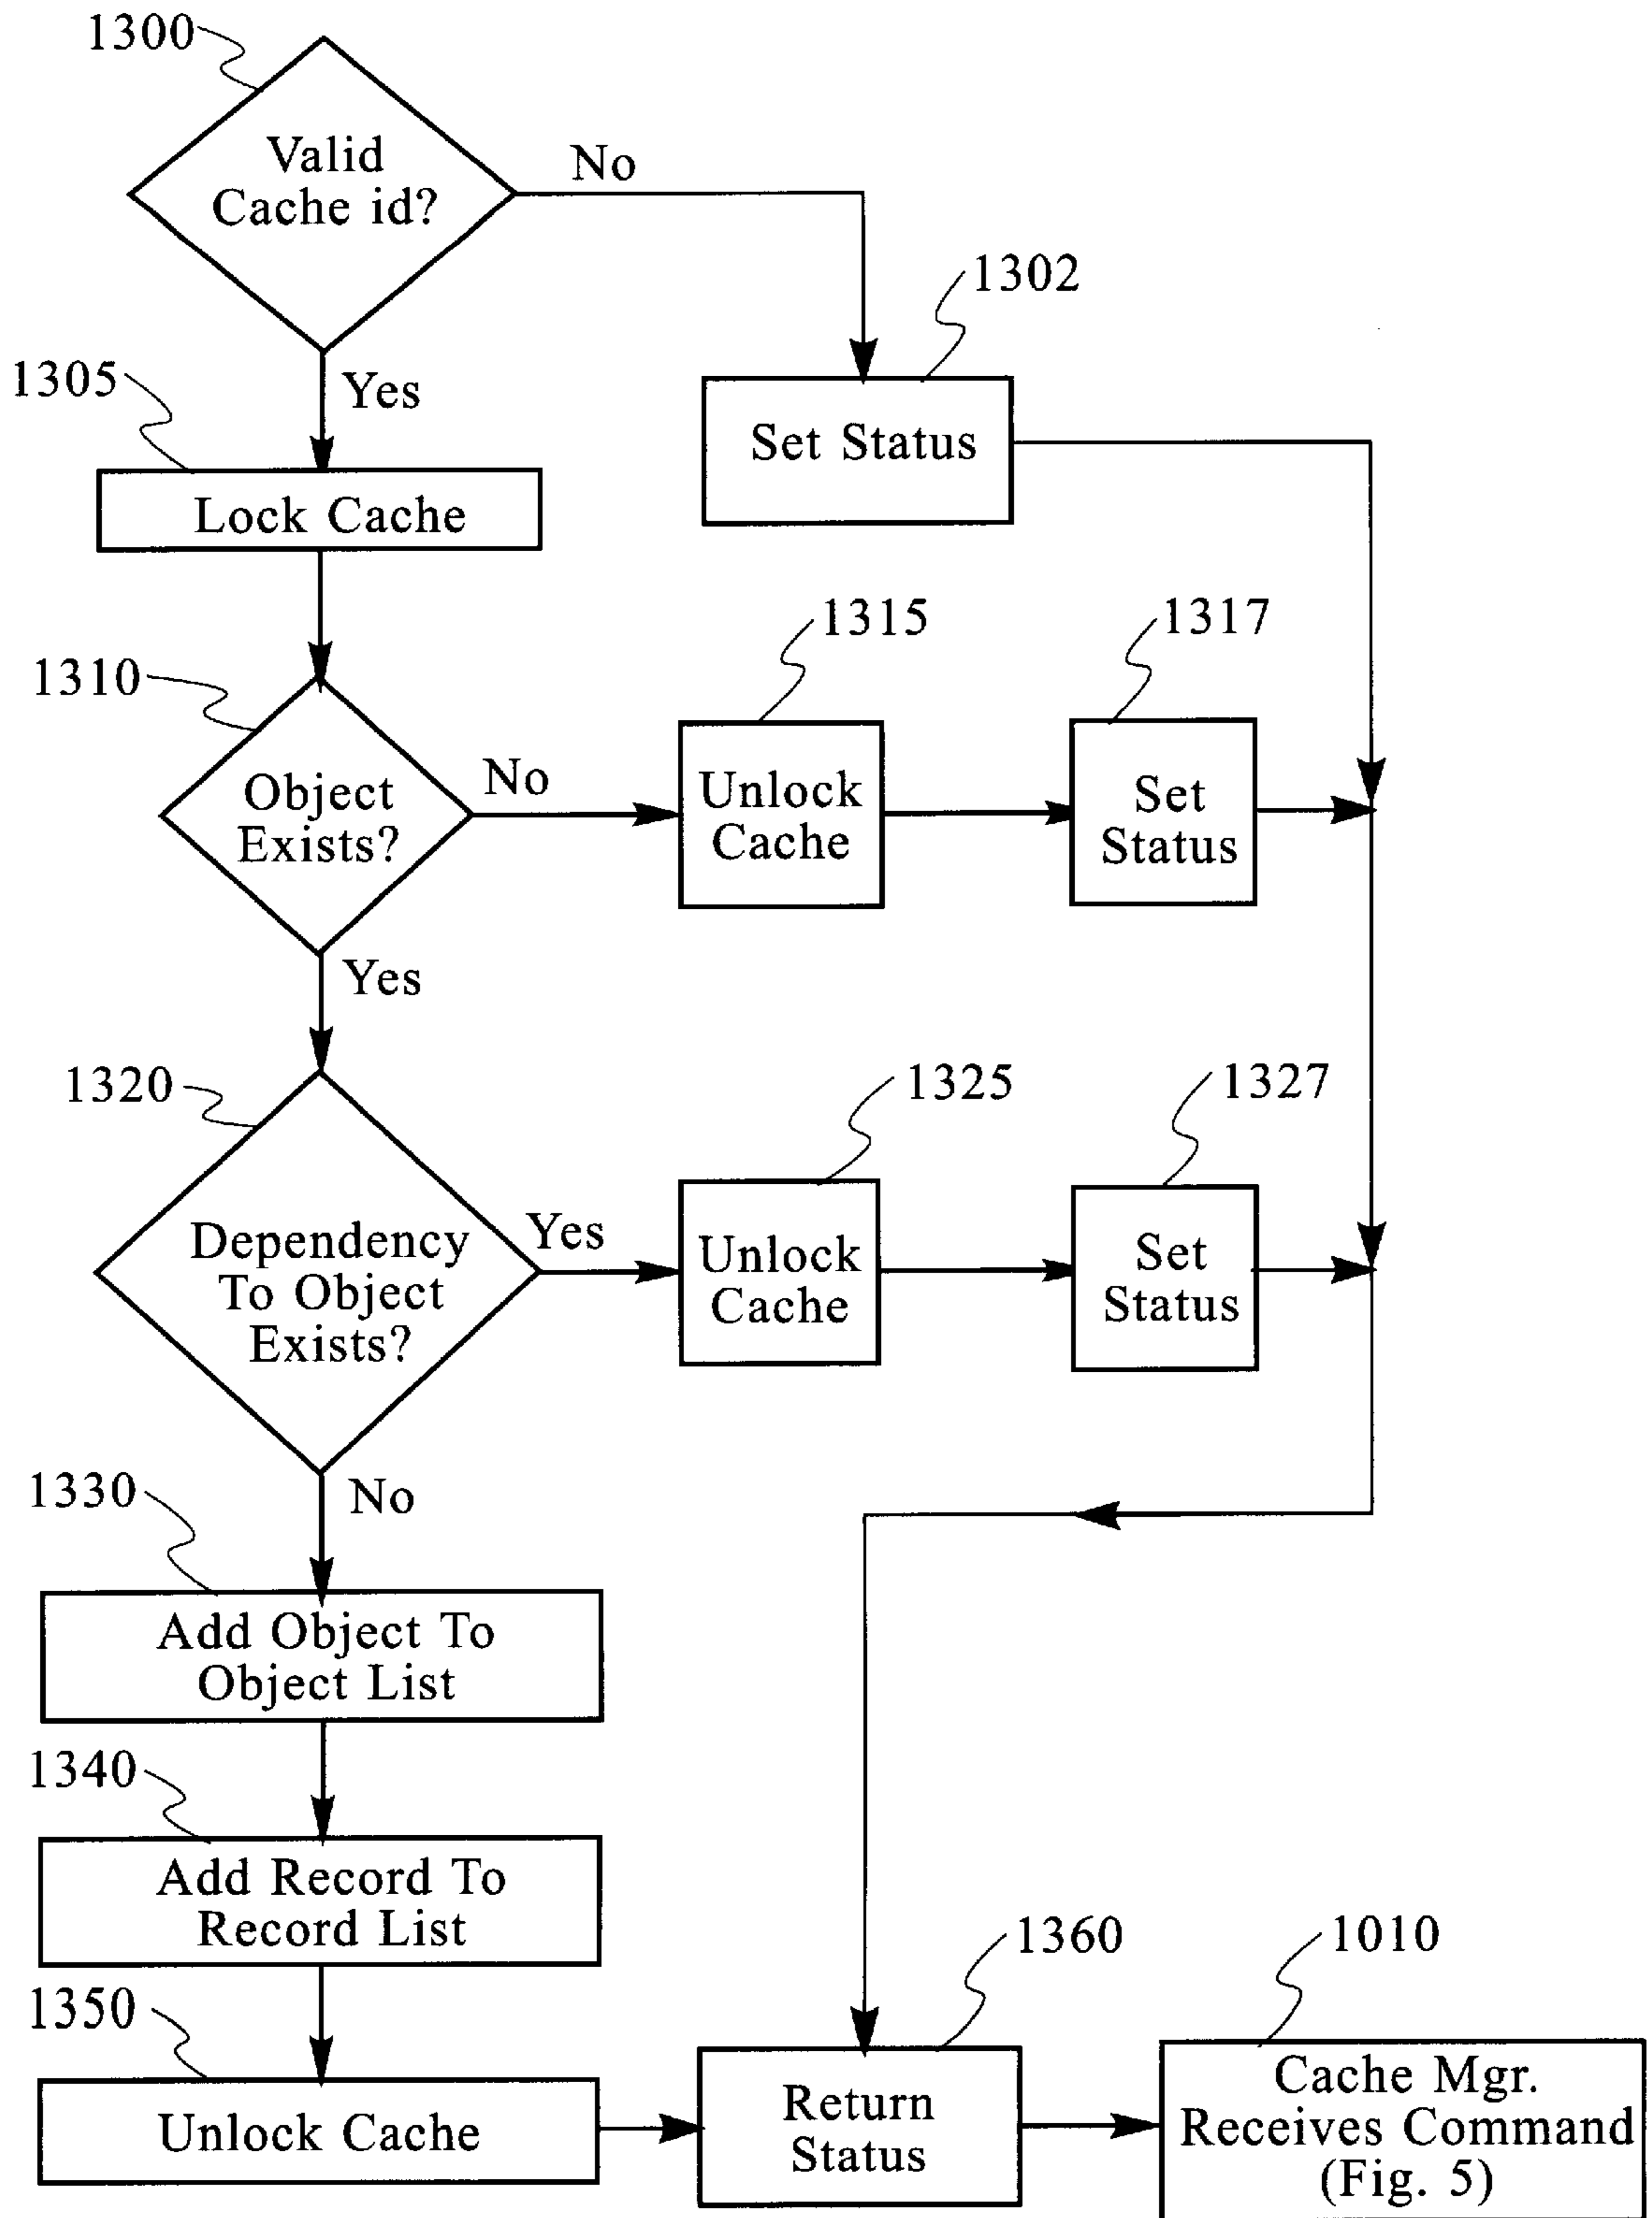 1300
Valid
Cache id?
No
1302
Set Status
1305
Yes
Lock Cache
1310
Object
Exists?
No
1315
Unlock
Cache
1317
Set
Status
Yes
1320
Dependency
To Object
Exists?
Yes
1325
Unlock
Cache
1327
Set
Status
No
1330
Add Object To
Object List
1340
Add Record To
Record List
1350
Unlock Cache
1360
Return
Status
1010
Cache Mgr.
Receives Command
(Fig. 5)